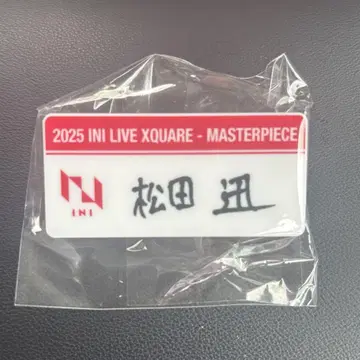 2025 INI LIVE XQUARE - MASTERPIECE
INI
松田 迅